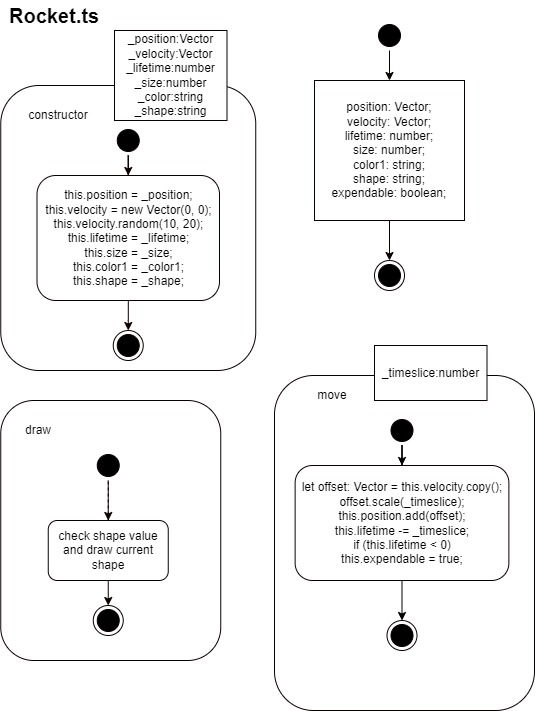 Rocket.ts
_position:Vector
_velocity:Vector
_lifetime:number
_size:number
_color:string
_shape:string
constructor
this.position = _position;
this.velocity = new Vector(0, 0);
this.velocity.random(10, 20);
this.lifetime = _lifetime;
this.size = _size;
this.color1 = _color1;
this.shape = _shape;
position: Vector;
velocity: Vector;
lifetime: number;
size: number;
color1: string;
shape: string;
expendable: boolean;
draw
check shape value
and draw current
shape
_timeslice:number
move
let offset: Vector = this.velocity.copy();
offset.scale(_timeslice);
this.position.add(offset);
this.lifetime -= _timeslice;
if (this.lifetime < 0)
this.expendable = true;